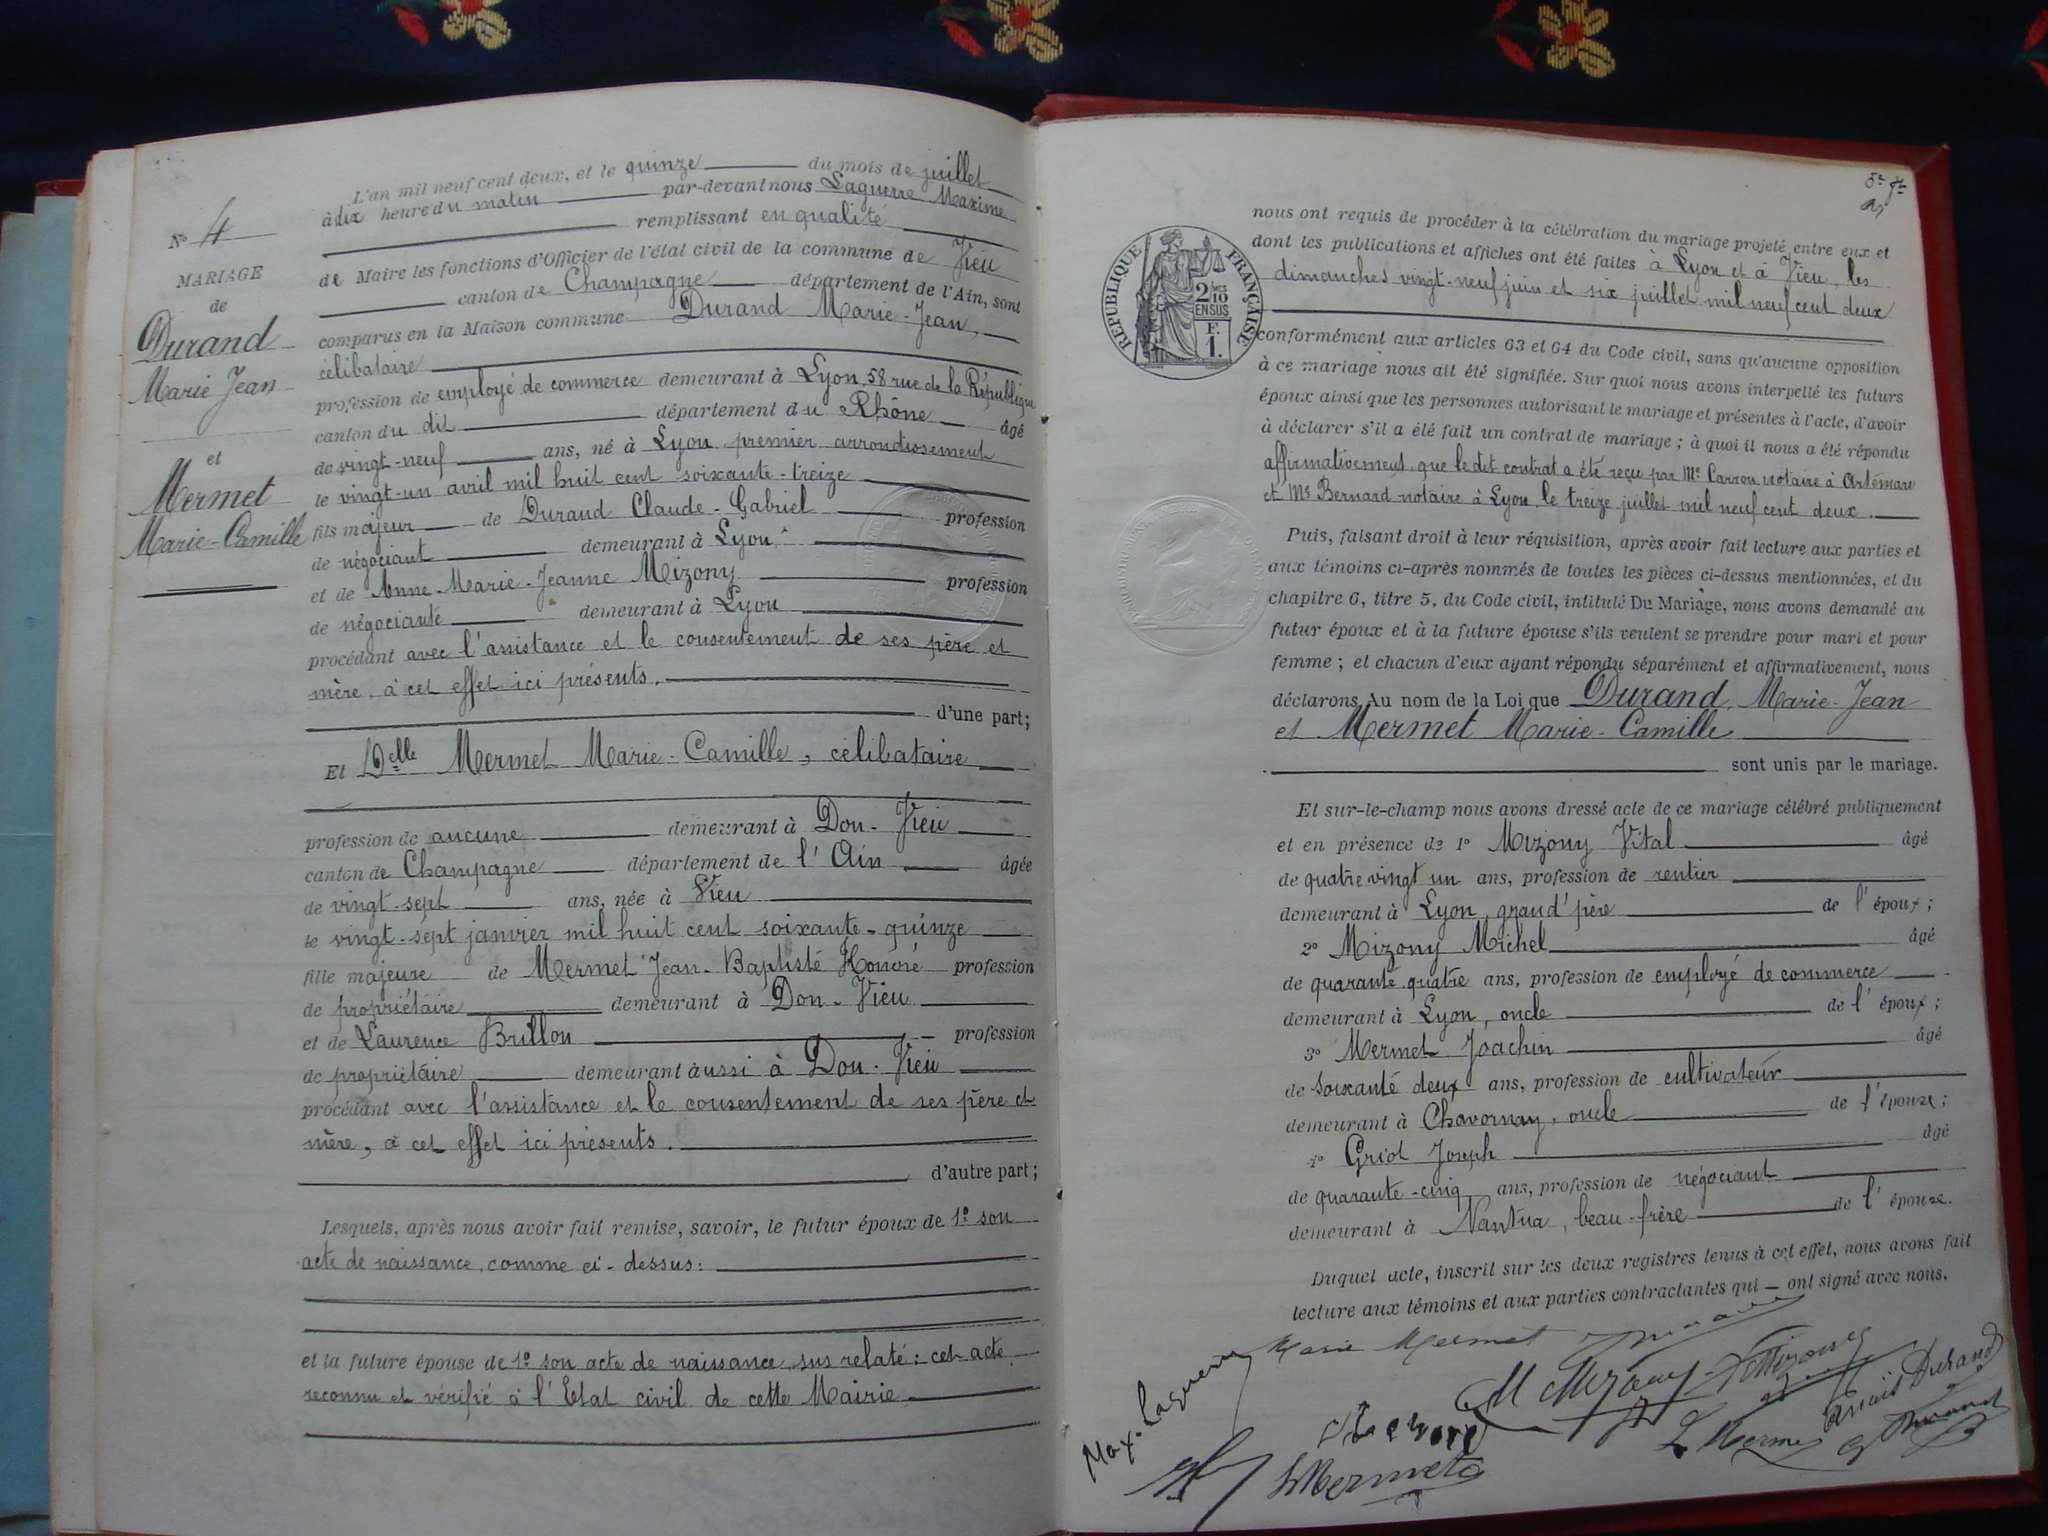 L'an mil neuf cent deux, et le quinze du mois de juillet
à dix heure du matin par-devant nous Laguerre Maxime
remplissant en qualité
de Maire les fonctions d'Officier de l'état civil de la commune de Vieu
canton de Champagne département de l'Ain, sont
comparus en la Maison commune Durand Marie-Jean,
célibataire
profession de employé de commerce demeurant à Lyon, 58 rue de la République
canton du dit département du Rhône âgé
de vingt-neuf ans, né à Lyon premier arrondissement
le vingt-un avril mil huit cent soixante-treize
fils majeur de Durand Claude-Gabriel profession
de négociant demeurant à Lyon
et de Anne-Marie-Jeanne Mizony profession
de négociante demeurant à Lyon
procédant avec l'assistance et le consentement de ses père et
mère, à cet effet ici présents.
d'une part;
Et Delle Mermet Marie-Camille, célibataire
profession de aucune demeurant à Don-Vieu
canton de Champagne département de l'Ain âgée
de vingt-sept ans, née à Vieu
le vingt-sept janvier mil huit cent soixante-quinze
fille majeure de Mermet Jean-Baptiste Honoré profession
de propriétaire demeurant à Don-Vieu
et de Laurence Brillon profession
de propriétaire demeurant aussi à Don-Vieu
procédant avec l'assistance et le consentement de ses père et
mère, à cet effet ici présents.
d'autre part;
Lesquels, après nous avoir fait remise, savoir, le futur époux de 1º son
acte de naissance, comme ci-dessus:
et la future épouse de 1º son acte de naissance, sus relaté: cet acte
reconnu et vérifié à l'Etat civil de cette Mairie
Nº 4
MARIAGE
de
Durand
Marie Jean
et
Mermet
Marie-Camille
nous ont requis de procéder à la célébration du mariage projeté entre eux et
dont les publications et affiches ont été faites à Lyon et à Vieu, les
dimanches vingt-neuf juin et six juillet mil neuf cent deux
conformément aux articles 63 et 64 du Code civil, sans qu'aucune opposition
à ce mariage nous ait été signifiée. Sur quoi nous avons interpellé les futurs
époux ainsi que les personnes autorisant le mariage et présentes à l'acte, d'avoir
à déclarer s'il a été fait un contrat de mariage; à quoi il nous a été répondu
affirmativement, que le dit contrat a été reçu par Me Carron notaire à Artemare
et Me Bernard notaire à Lyon, le treize juillet mil neuf cent deux.
Puis, faisant droit à leur réquisition, après avoir fait lecture aux parties et
aux témoins ci-après nommés de toutes les pièces ci-dessus mentionnées, et du
chapitre 6, titre 5, du Code civil, intitulé Du Mariage, nous avons demandé au
futur époux et à la future épouse s'ils veulent se prendre pour mari et pour
femme; et chacun d'eux ayant répondu séparément et affirmativement, nous
déclarons Au nom de la Loi que Durand, Marie-Jean
et Mermet Marie-Camille
sont unis par le mariage.
Et sur-le-champ nous avons dressé acte de ce mariage célébré publiquement
et en présence de 1º Mizony Vital âgé
de quatre vingt un ans, profession de rentier
demeurant à Lyon, grand'père de l'époux;
2º Mizony Michel âgé
de quarante quatre ans, profession de employé de commerce
demeurant à Lyon, oncle de l'époux;
3º Mermet Joachin âgé
de soixante deux ans, profession de cultivateur
demeurant à Chavornay, oncle de l'épouse;
4º Griot Joseph âgé
de quarante-cinq ans, profession de négociant
demeurant à Nantua, beau-frère de l'épouse.
Duquel acte, inscrit sur les deux registres tenus à cet effet, nous avons fait
lecture aux témoins et aux parties contractantes qui — ont signé avec nous.
Marie Mermet
Max. Laguerre
M Mizony
Anaïs Durand
Durand
Mermet
RÉPUBLIQUE FRANÇAISE
2 10
EN SUS
F.
1.